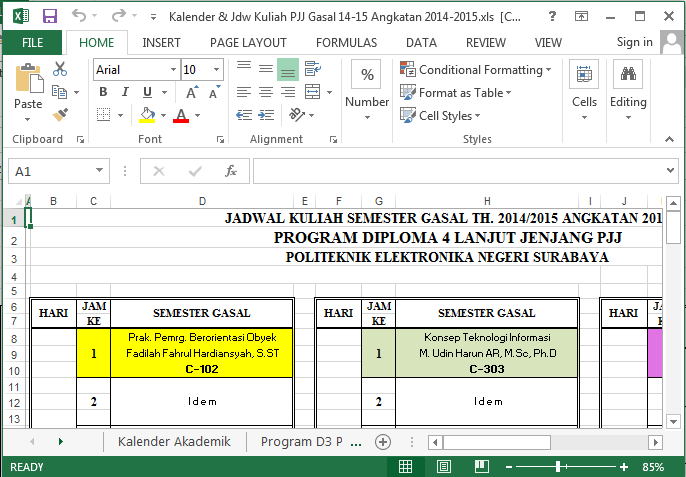 Kalender & Jdw Kuliah PJJ Gasal 14-15 Angkatan 2014-2015.xls [C...
FILE HOME INSERT PAGE LAYOUT FORMULAS DATA REVIEW VIEW Sign in
Paste
Clipboard
Arial 10
B I U A A
A
Font
Alignment
%
Number
Conditional Formatting
Format as Table
Cell Styles
Styles
Cells
Editing
A1 fx
A B C D E F G H I J
1 JADWAL KULIAH SEMESTER GASAL TH. 2014/2015 ANGKATAN 201
2 PROGRAM DIPLOMA 4 LANJUT JENJANG PJJ
3 POLITEKNIK ELEKTRONIKA NEGERI SURABAYA
4
5
6 HARI JAM KE SEMESTER GASAL HARI JAM KE SEMESTER GASAL HARI
7
8 Prak. Pemrg. Berorientasi Obyek Konsep Teknologi Informasi
9 1 Fadilah Fahrul Hardiansyah, S.ST 1 M. Udin Harun AR, M.Sc, Ph.D
10 C-102 C-303
11
12 2 Idem 2 Idem
13
Kalender Akademik Program D3 P ...
READY 85%